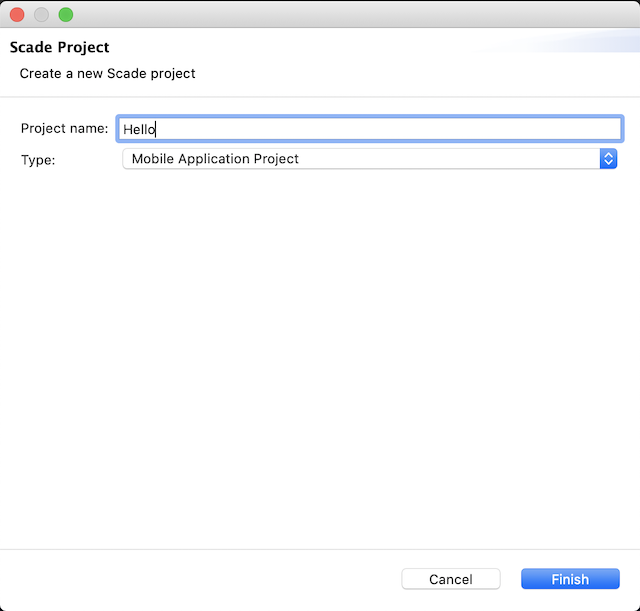 Scade Project
Create a new Scade project
Project name: Hello
Type: Mobile Application Project
Cancel Finish